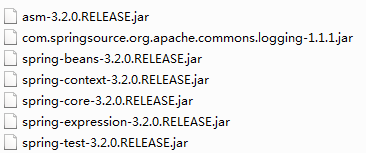 asm-3.2.0.RELEASE.jar
com.springsource.org.apache.commons.logging-1.1.1.jar
spring-beans-3.2.0.RELEASE.jar
spring-context-3.2.0.RELEASE.jar
spring-core-3.2.0.RELEASE.jar
spring-expression-3.2.0.RELEASE.jar
spring-test-3.2.0.RELEASE.jar